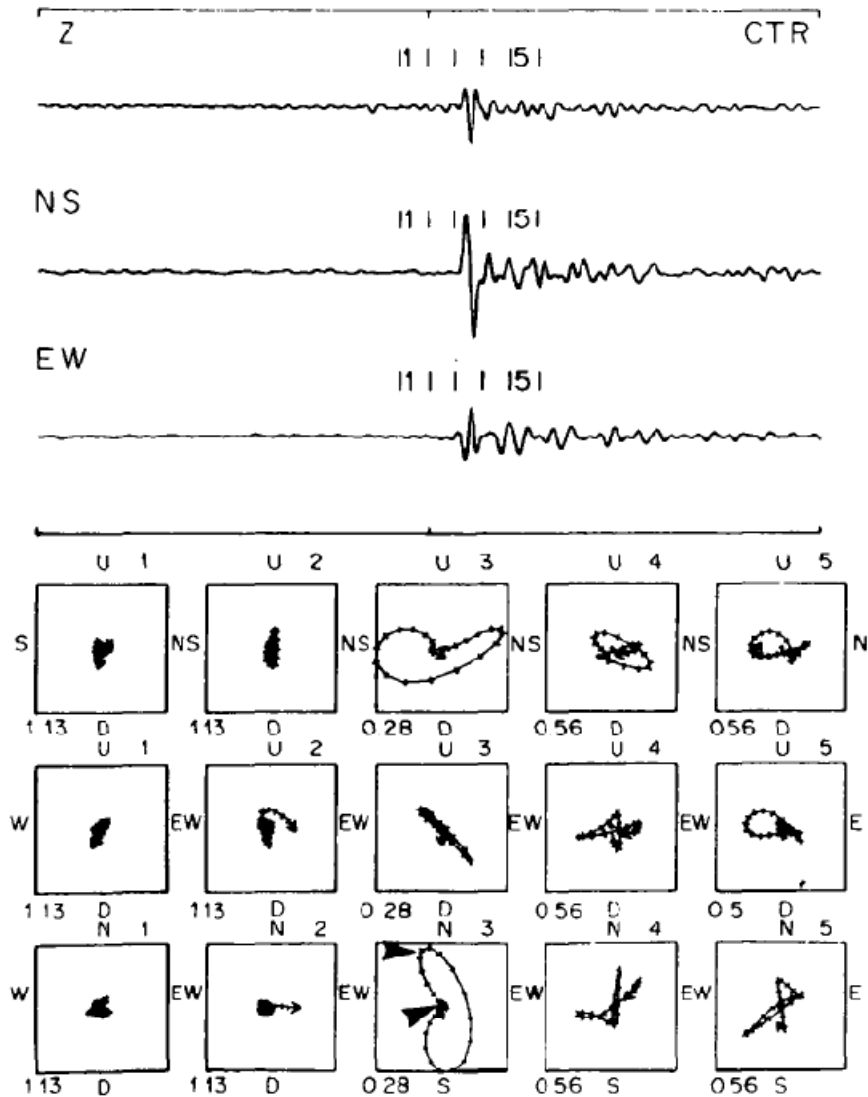 Z CTR
|1 | | | |5|
NS
|1 | | | |5|
EW
|1 | | | |5|
U 1 U 2 U 3 U 4 U 5
S NS NS NS NS N
1.13 D 1.13 D 0.28 D 0.56 D 0.56 D
U 1 U 2 U 3 U 4 U 5
W EW EW EW EW E
1.13 D 1.13 D 0.28 D 0.56 D 0.5 D
N 1 N 2 N 3 N 4 N 5
W EW EW EW EW E
1.13 D 1.13 D 0.28 S 0.56 S 0.56 S